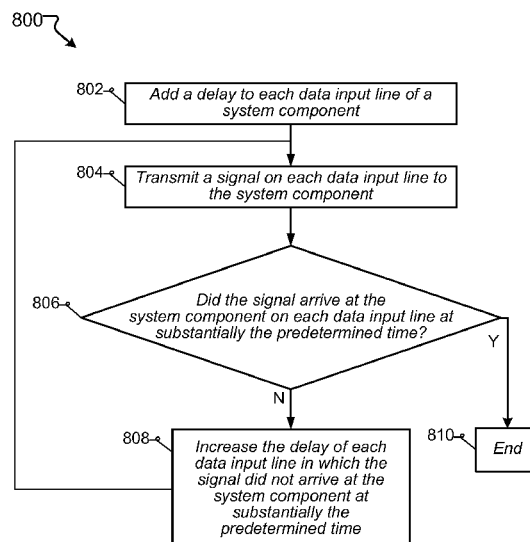 800
802
Add a delay to each data input line of a
system component
804
Transmit a signal on each data input line to
the system component
806
Did the signal arrive at the
system component on each data input line at
substantially the predetermined time?
Y
N
808
Increase the delay of each
data input line in which the
signal did not arrive at the
system component at
substantially the
predetermined time
810
End